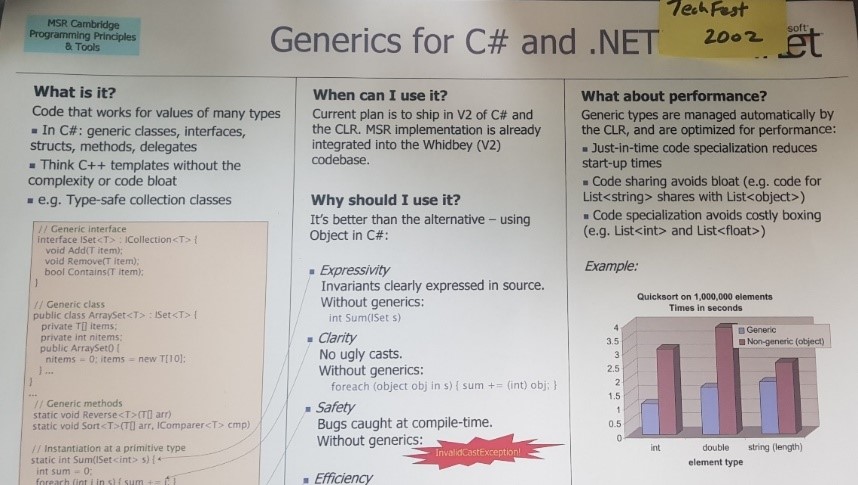 MSR Cambridge
Programming Principles
& Tools
Generics for C# and .NET
TechFest
2002
soft
et
What is it?
Code that works for values of many types
▪ In C#: generic classes, interfaces,
structs, methods, delegates
▪ Think C++ templates without the
complexity or code bloat
▪ e.g. Type-safe collection classes
// Generic interface
interface ISet<T> : ICollection<T> {
void Add(T item);
void Remove(T item);
bool Contains(T item);
}
// Generic class
public class ArraySet<T> : ISet<T> {
private T[] items;
private int nitems;
public ArraySet() {
nitems = 0; items = new T[10];
} ...
}
...
// Generic methods
static void Reverse<T>(T[] arr)
static void Sort<T>(T[] arr, IComparer<T> cmp)
// Instantiation at a primitive type
static int Sum(ISet<int> s) {
int sum = 0;
foreach (int i in s) { sum += i; }
When can I use it?
Current plan is to ship in V2 of C# and
the CLR. MSR implementation is already
integrated into the Whidbey (V2)
codebase.
Why should I use it?
It's better than the alternative – using
Object in C#:
▪ Expressivity
Invariants clearly expressed in source.
Without generics:
int Sum(ISet s)
▪ Clarity
No ugly casts.
Without generics:
foreach (object obj in s) { sum += (int) obj; }
▪ Safety
Bugs caught at compile-time.
Without generics:
InvalidCastException!
▪ Efficiency
What about performance?
Generic types are managed automatically by
the CLR, and are optimized for performance:
▪ Just-in-time code specialization reduces
start-up times
▪ Code sharing avoids bloat (e.g. code for
List<string> shares with List<object>)
▪ Code specialization avoids costly boxing
(e.g. List<int> and List<float>)
Example:
Quicksort on 1,000,000 elements
Times in seconds
4
3.5
3
2.5
2
1.5
1
0.5
0
Generic
Non-generic (object)
int
double
string (length)
element type